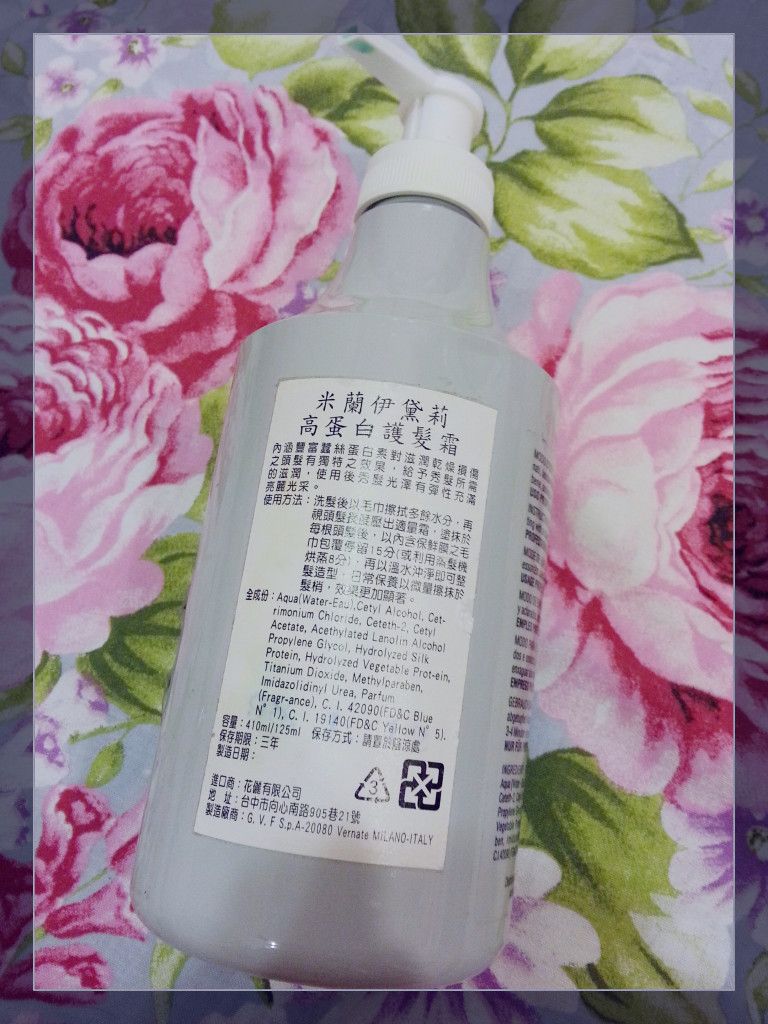 米蘭伊黛莉
高蛋白護髮霜
內涵豐富蠶絲蛋白素對滋潤乾燥損傷
之頭髮有獨特之效果，給予秀髮所需
的滋潤，使用後秀髮光澤有彈性充滿
亮麗光采。
使用方法：洗髮後以毛巾擦拭多餘水分，再
視頭髮長度壓出適量霜，塗抹於
每根頭髮後，以內含保鮮膜之毛
巾包覆停留15分(或利用蒸髮機
烘蒸8分)，再以溫水沖淨即可整
髮造型，日常保養以微量擦抹於
髮梢，效果更加顯著。
全成份：Aqua(Water-Eau),Cetyl Alcohol, Cet-
rimonium Chloride, Ceteth-2, Cetyl
Acetate, Acethylated Lanolin Alcohol
Propylene Glycol, Hydrolyzed Silk
Protein, Hydrolyzed Vegetable Prot-ein,
Titanium Dioxide, Methylparaben,
Imidazolidinyl Urea, Parfum
(Fragr-ance), C. I. 42090(FD&C Blue
N° 1), C. I. 19140(FD&C Yallow N° 5).
容量：410ml/125ml 保存方式：請置於陰涼處
保存期限：三年
製造日期：
進口商：花儷有限公司
地 址：台中市向心南路905巷21號
製造廠商：G. V. F S.p.A-20080 Vernate MILANO-ITALY
3